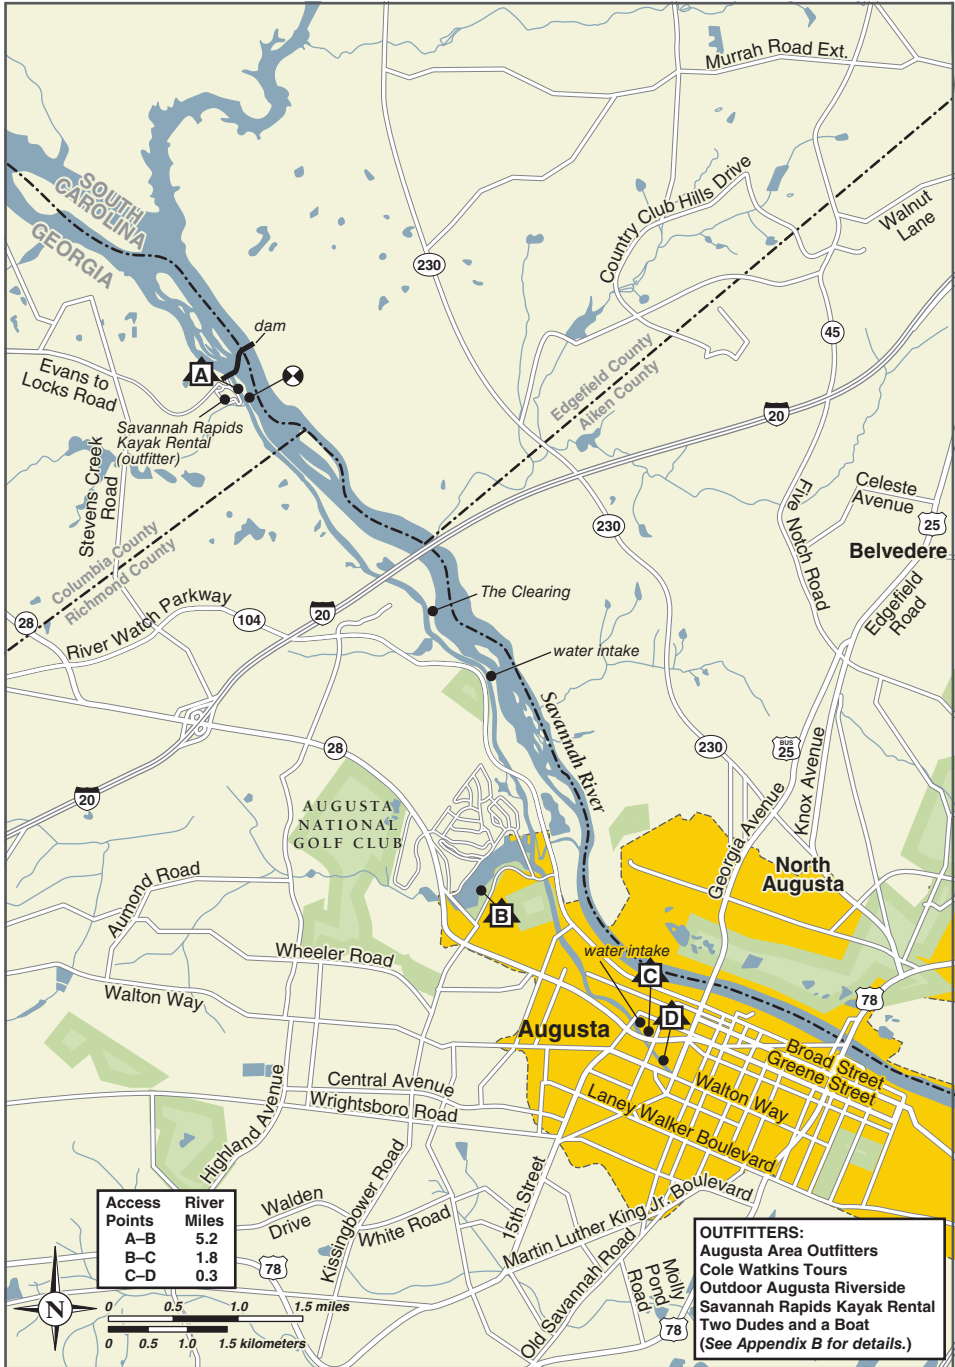 Murrah Road Ext.
SOUTH
CAROLINA
GEORGIA
Country Club Hills Drive
Walnut
Lane
230
45
dam
A
Evans to
Locks Road
Edgefield County
Aiken County
20
Savannah Rapids
Kayak Rental
(outfitter)
Stevens Creek
Road
Celeste
Avenue
25
230
Five Notch Road
Belvedere
Columbia County
Richmond County
The Clearing
Edgefield
Road
28
River Watch Parkway
104
20
water intake
Savannah River
28
230
BUS
25
Knox Avenue
20
AUGUSTA
NATIONAL
GOLF CLUB
Georgia Avenue
North
Augusta
Aumond Road
B
Wheeler Road
water intake
C
Walton Way
78
D
Augusta
Broad Street
Greene Street
Central Avenue
Wrightsboro Road
Walton Way
Laney Walker Boulevard
Highland Avenue
Kissingbower Road
15th Street
Martin Luther King Jr. Boulevard
Walden
Drive
White Road
Old Savannah Road
Molly
Pond
Road
78
78
Access River
Points Miles
A–B 5.2
B–C 1.8
C–D 0.3
N
0 0.5 1.0 1.5 miles
0 0.5 1.0 1.5 kilometers
OUTFITTERS:
Augusta Area Outfitters
Cole Watkins Tours
Outdoor Augusta Riverside
Savannah Rapids Kayak Rental
Two Dudes and a Boat
(See Appendix B for details.)